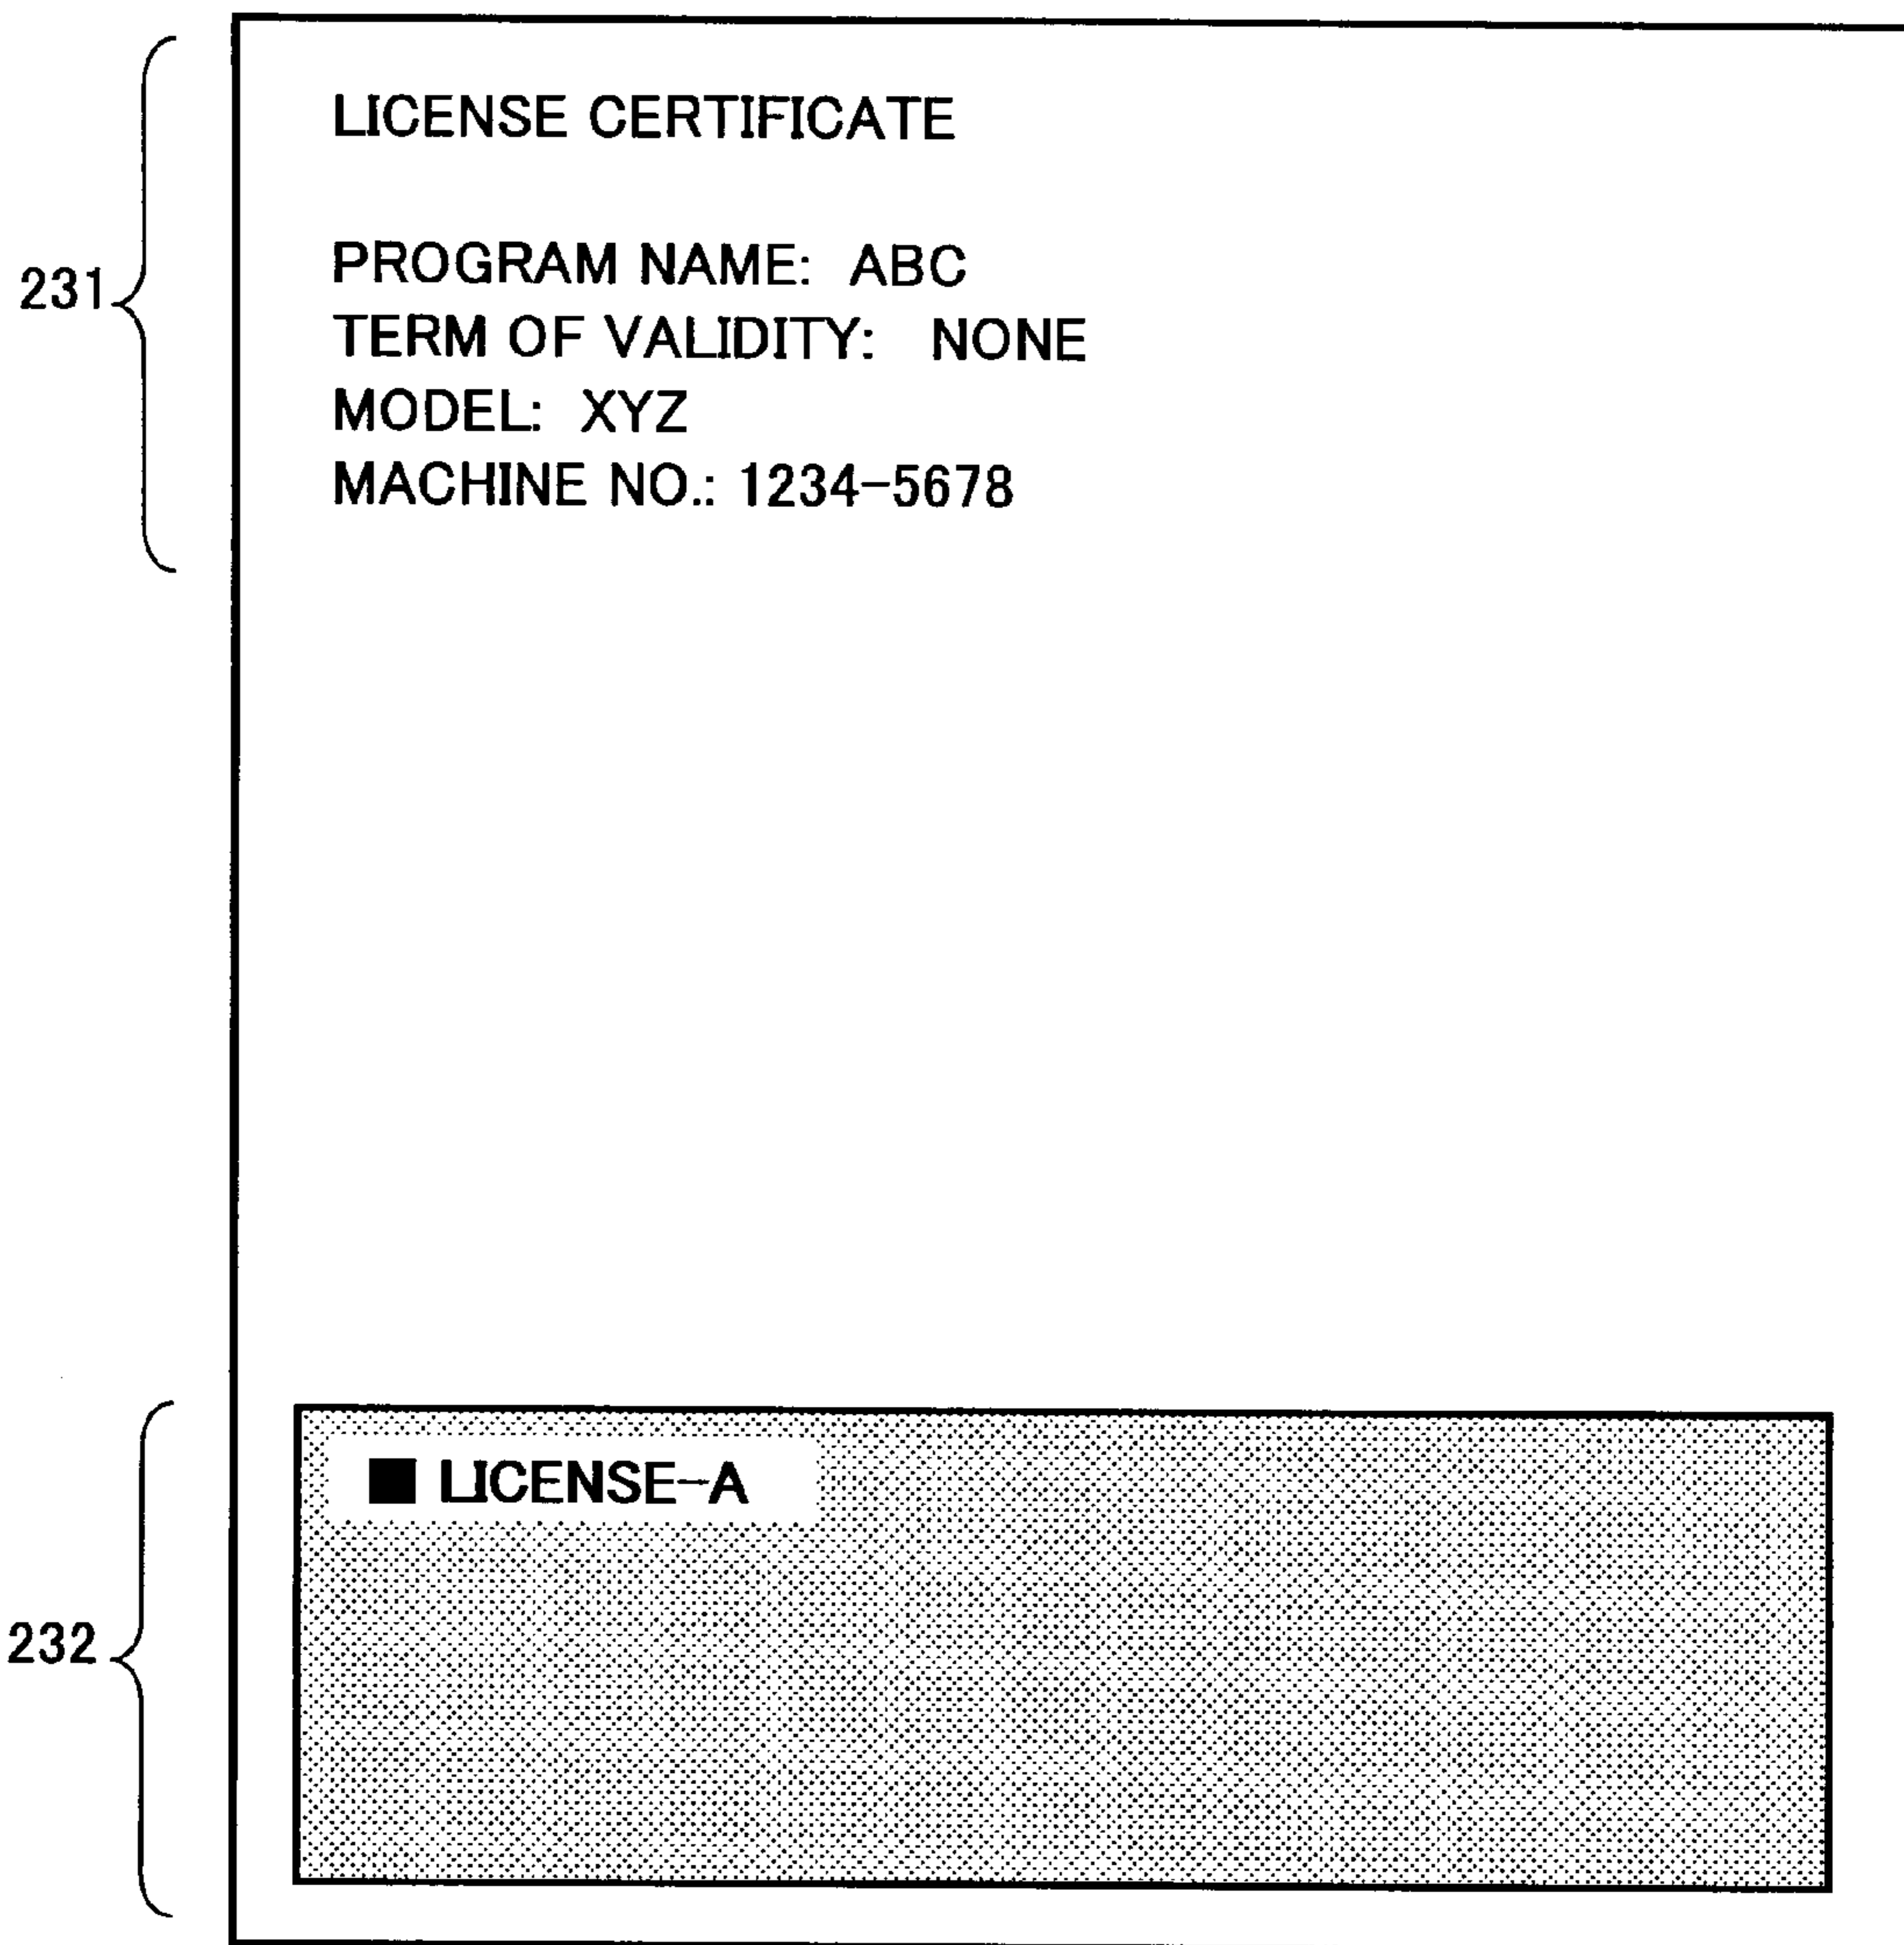 LICENSE CERTIFICATE
231
PROGRAM NAME: ABC
TERM OF VALIDITY: NONE
MODEL: XYZ
MACHINE NO.: 1234-5678
■ LICENSE-A
232